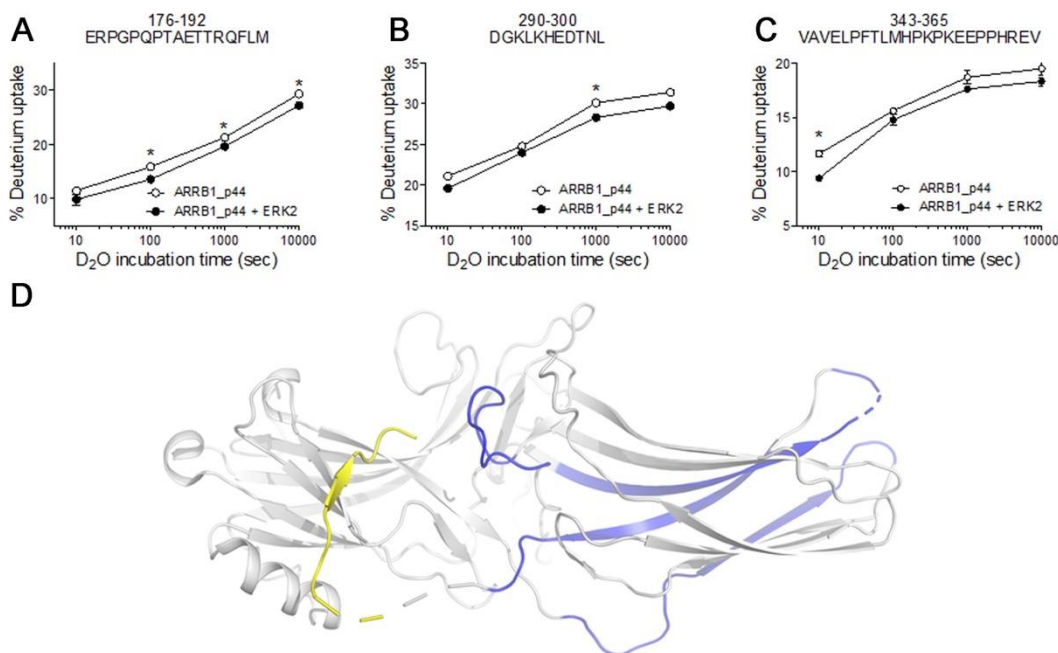 A
176-192
ERPGPQPTAETTRQFLM
% Deuterium uptake
30
20
10
*
*
*
ARRB1_p44
ARRB1_p44 + ERK2
10 100 1000 10000
D2O incubation time (sec)
B
290-300
DGKLKHEDTNL
% Deuterium uptake
35
30
25
20
15
*
ARRB1_p44
ARRB1_p44 + ERK2
10 100 1000 10000
D2O incubation time (sec)
C
343-365
VAVELPFTLMHPKPKEEPPHREV
% Deuterium uptake
20
15
10
5
*
ARRB1_p44
ARRB1_p44 + ERK2
10 100 1000 10000
D2O incubation time (sec)
D